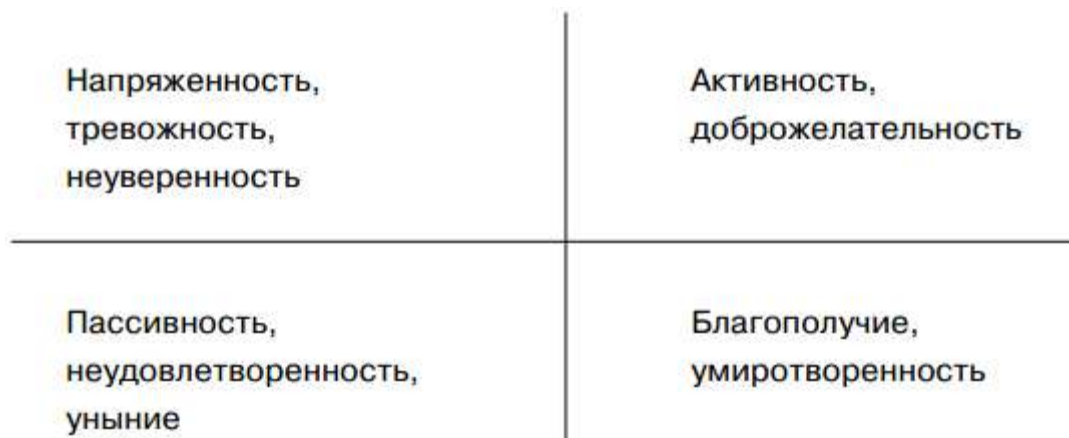 Напряженность,
тревожность,
неуверенность
Активность,
доброжелательность
Пассивность,
неудовлетворенность,
уныние
Благополучие,
умиротворенность